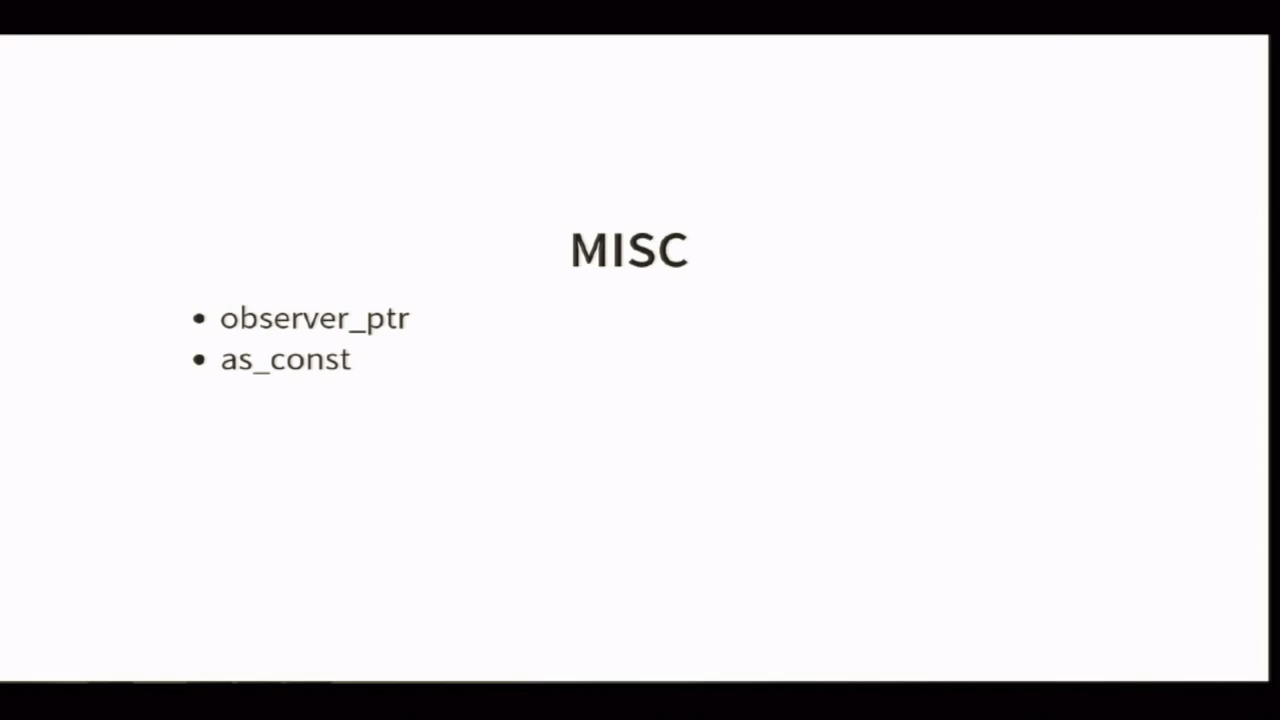 MISC
• observer_ptr
• as_const